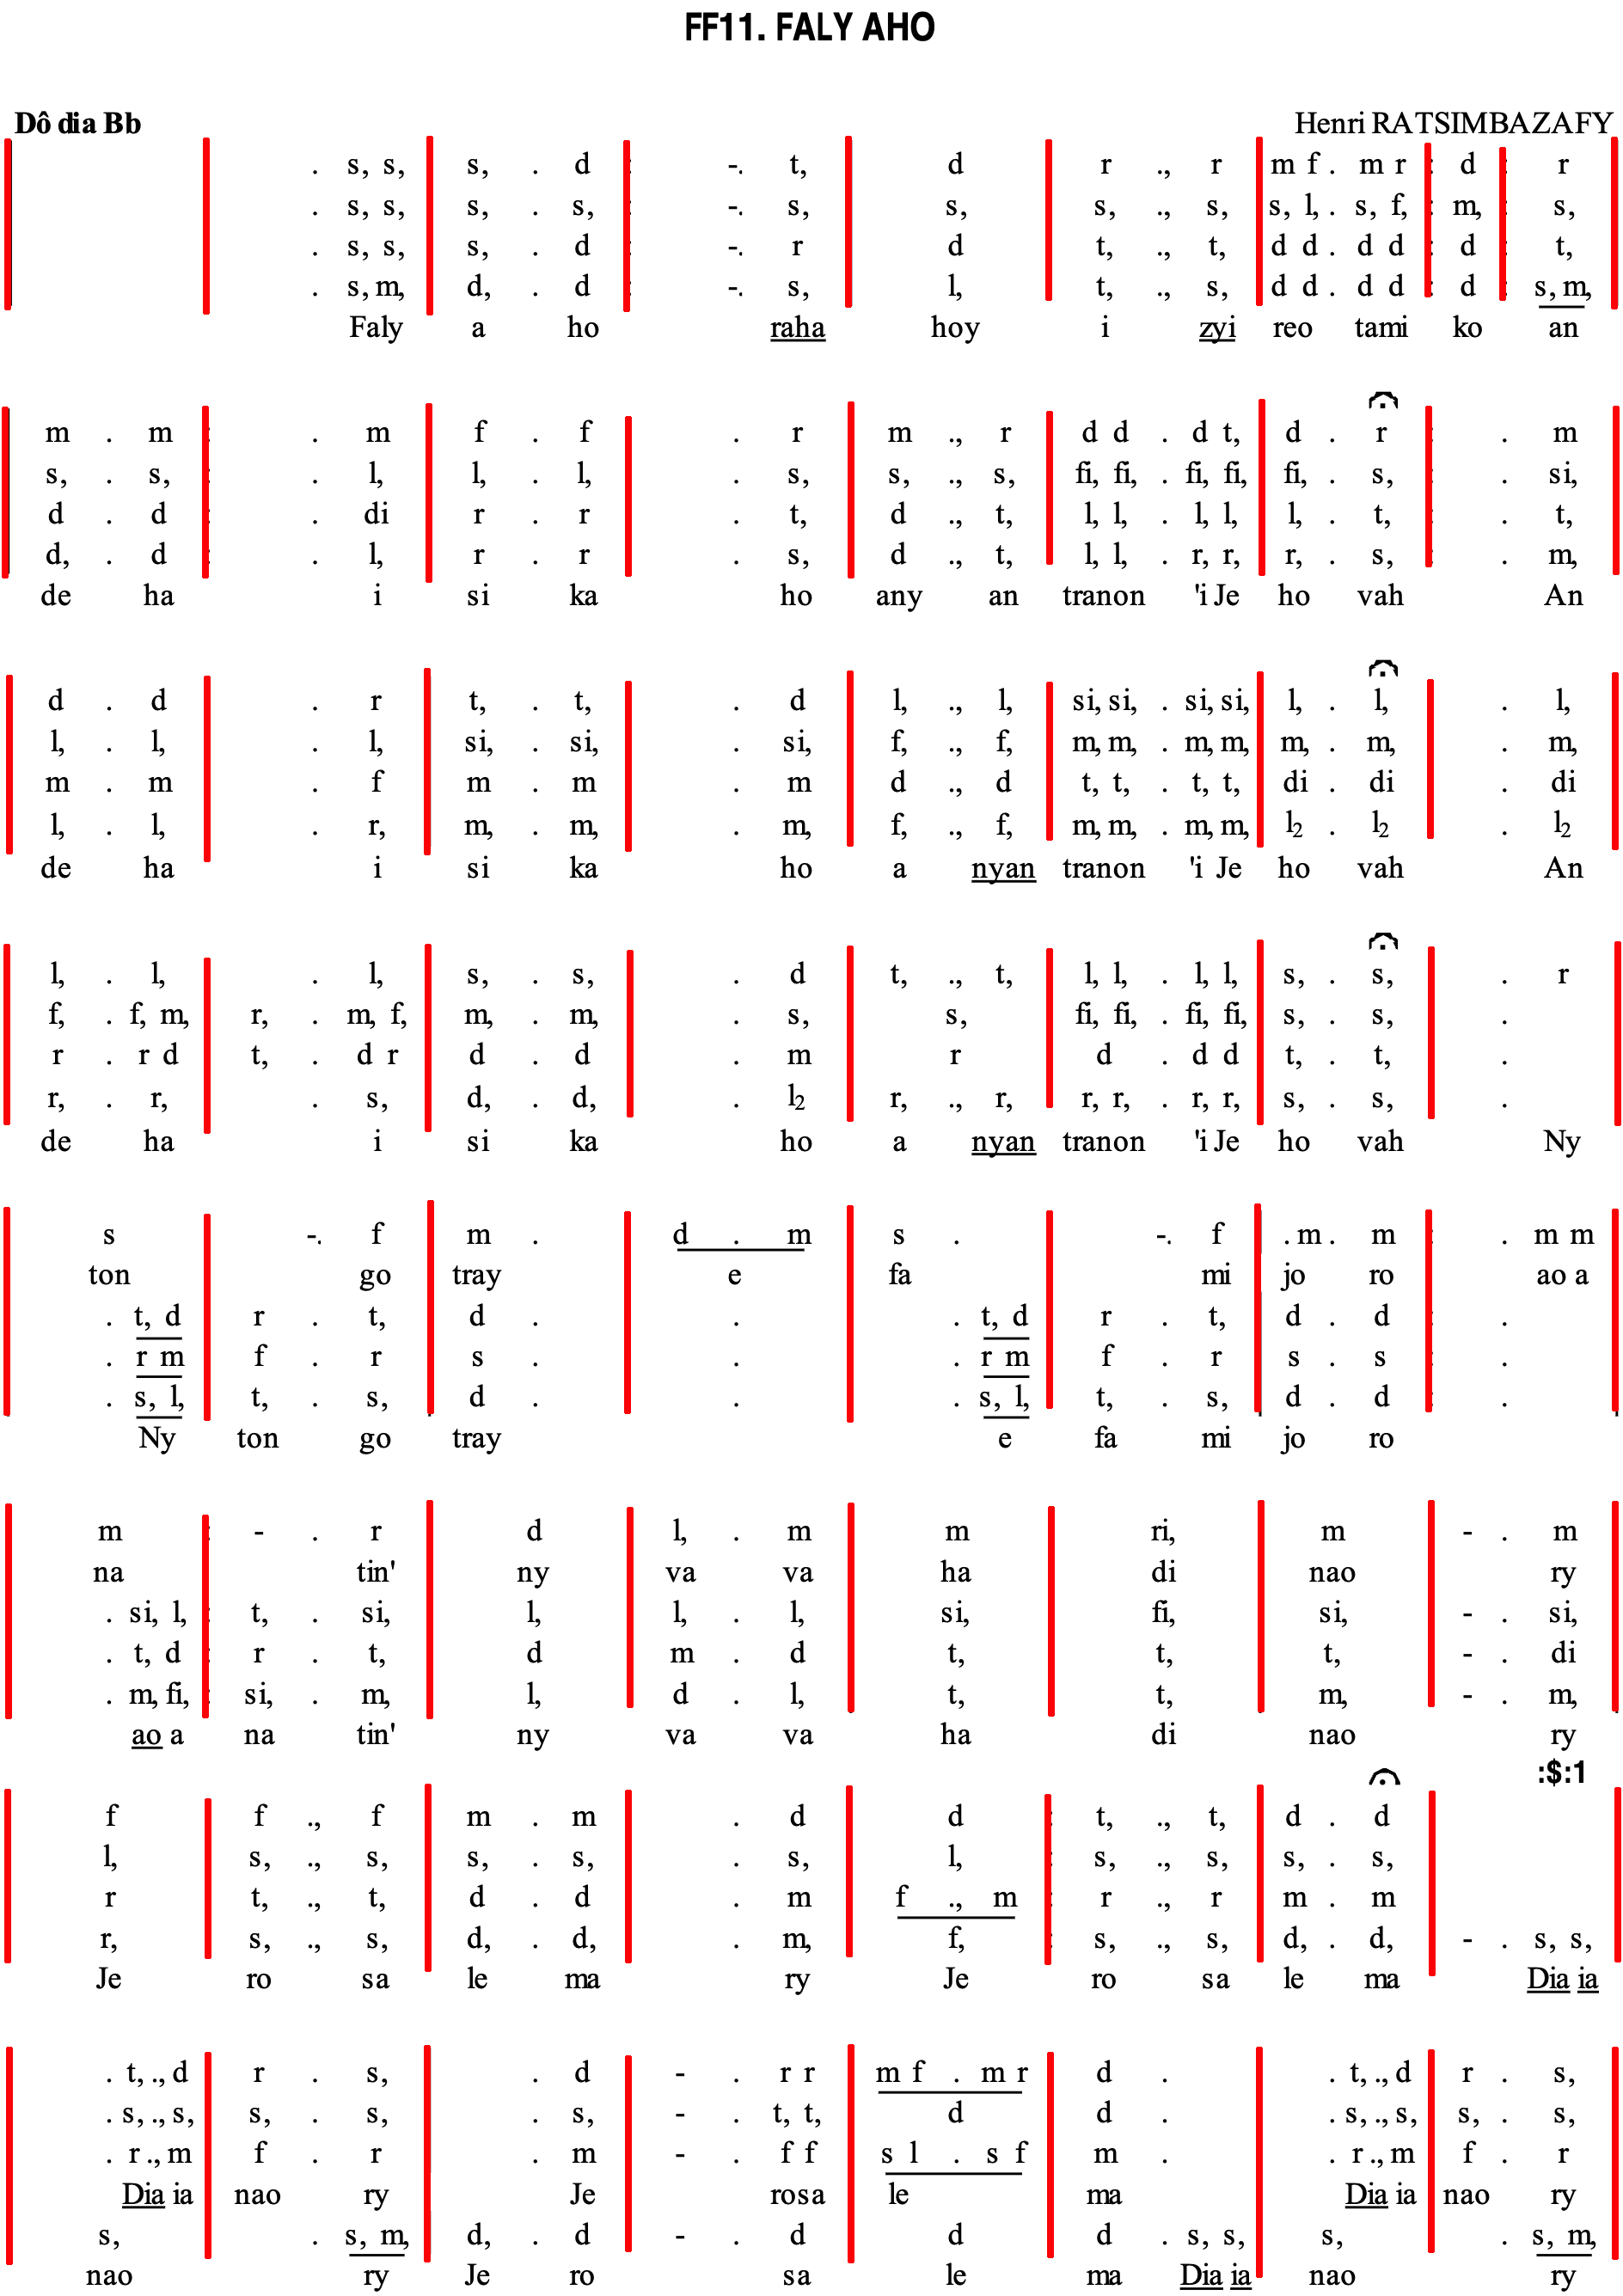 FF11. FALY AHO
Dô dia Bb Henri RATSIMBAZAFY
. s, s, s, . d : -. t, d r ., r m f . m r : d : r
. s, s, s, . s, : -. s, s, s, ., s, s, l, . s, f, : m, : s,
. s, s, s, . d : -. r d t, ., t, d d . d d : d : t,
. s, m, d, . d : -. s, l, t, ., s, d d . d d : d : s, m,
Faly a ho raha hoy i zyi reo tami ko an
m . m : . m f . f . r m ., r d d . d t, d . r : . m
s, . s, : . l, l, . l, . s, s, ., s, fi, fi, . fi, fi, fi, . s, : . si,
d . d : . di r . r . t, d ., t, l, l, . l, l, l, . t, : . t,
d, . d : . l, r . r . s, d ., t, l, l, . r, r, r, . s, : . m,
de ha i si ka ho any an tranon 'i Je ho vah An
d . d . r t, . t, . d l, ., l, si, si, . si, si, l, . l, . l,
l, . l, . l, si, . si, . si, f, ., f, m, m, . m, m, m, . m, . m,
m . m . f m . m . m d ., d t, t, . t, t, di . di . di
l, . l, . r, m, . m, . m, f, ., f, m, m, . m, m, l2 . l2 . l2
de ha i si ka ho a nyan tranon 'i Je ho vah An
l, . l, . l, s, . s, . d t, ., t, l, l, . l, l, s, . s, . r
f, . f, m, r, . m, f, m, . m, . s, s, fi, fi, . fi, fi, s, . s, .
r . r d t, . d r d . d . m r d . d d t, . t, .
r, . r, . s, d, . d, . l2 r, ., r, r, r, . r, r, s, . s, .
de ha i si ka ho a nyan tranon 'i Je ho vah Ny
s -. f m . d . m s . -. f . m . m : . m m
ton go tray e fa mi jo ro ao a
. t, d r . t, d . . . t, d r . t, d . d : .
. r m f . r s . . . r m f . r s . s : .
. s, l, t, . s, d . . . s, l, t, . s, d . d : .
Ny ton go tray e fa mi jo ro
m : - . r d l, . m m ri, m - . m
na tin' ny va va ha di nao ry
. si, l, : t, . si, l, l, . l, si, fi, si, - . si,
. t, d : r . t, d m . d t, t, t, - . di
. m, fi, : si, . m, l, d . l, t, t, m, - . m,
ao a na tin' ny va va ha di nao ry
:$:1
f f ., f m . m . d d : t, ., t, d . d
l, s, ., s, s, . s, . s, l, : s, ., s, s, . s,
r t, ., t, d . d . m f ., m : r ., r m . m
r, s, ., s, d, . d, . m, f, : s, ., s, d, . d, - . s, s,
Je ro sa le ma ry Je ro sa le ma Dia ia
. t, ., d r . s, . d - . r r m f . m r d . . t, ., d r . s,
. s, ., s, s, . s, . s, - . t, t, d d . . s, ., s, s, . s,
. r ., m f . r . m - . f f s l . s f m . . r ., m f . r
Dia ia nao ry Je rosa le ma Dia ia nao ry
s, . s, m, d, . d - . d d d . s, s, s, . s, m,
nao ry Je ro sa le ma Dia ia nao ry